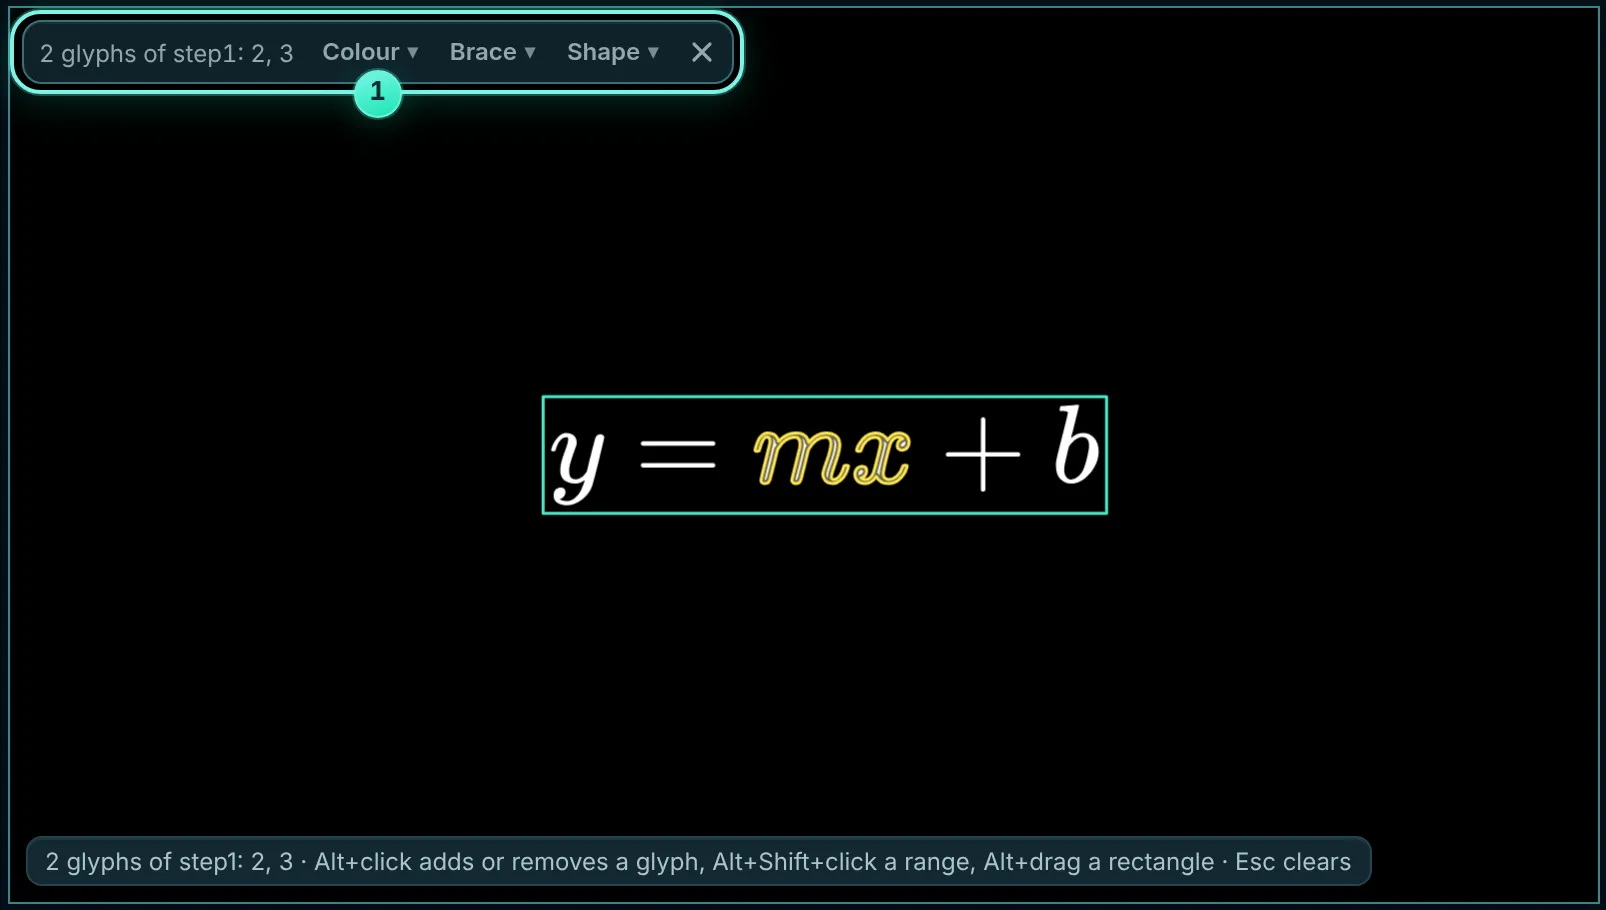 2 glyphs of step1: 2, 3 Colour ▾ Brace ▾ Shape ▾ ✕
1
y = mx + b
2 glyphs of step1: 2, 3 · Alt+click adds or removes a glyph, Alt+Shift+click a range, Alt+drag a rectangle · Esc clears